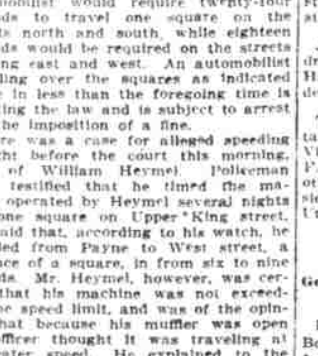 mobilist would require twenty-four
ds to travel one square on the
s north and south, while eighteen
ds would be required on the streets
ng east and west. An automobilist
ling over the squares as indicated
e in less than the foregoing time is
ting the law and is subject to arrest
he imposition of a fine.
re was a case for alleged speeding
ght before the court this morning,
of William Heymel. Policeman
testified that he timed the ma-
operated by Heymel several nights
one square on Upper King street,
aid that, according to his watch, he
led from Payne to West street, a
nce of a square, in from six to nine
ds. Mr. Heymel, however, was cer-
that his machine was not exceed-
he speed limit, and was of the opin-
hat because his muffler was open
fficer thought it was traveling at
ater speed. He explained to the